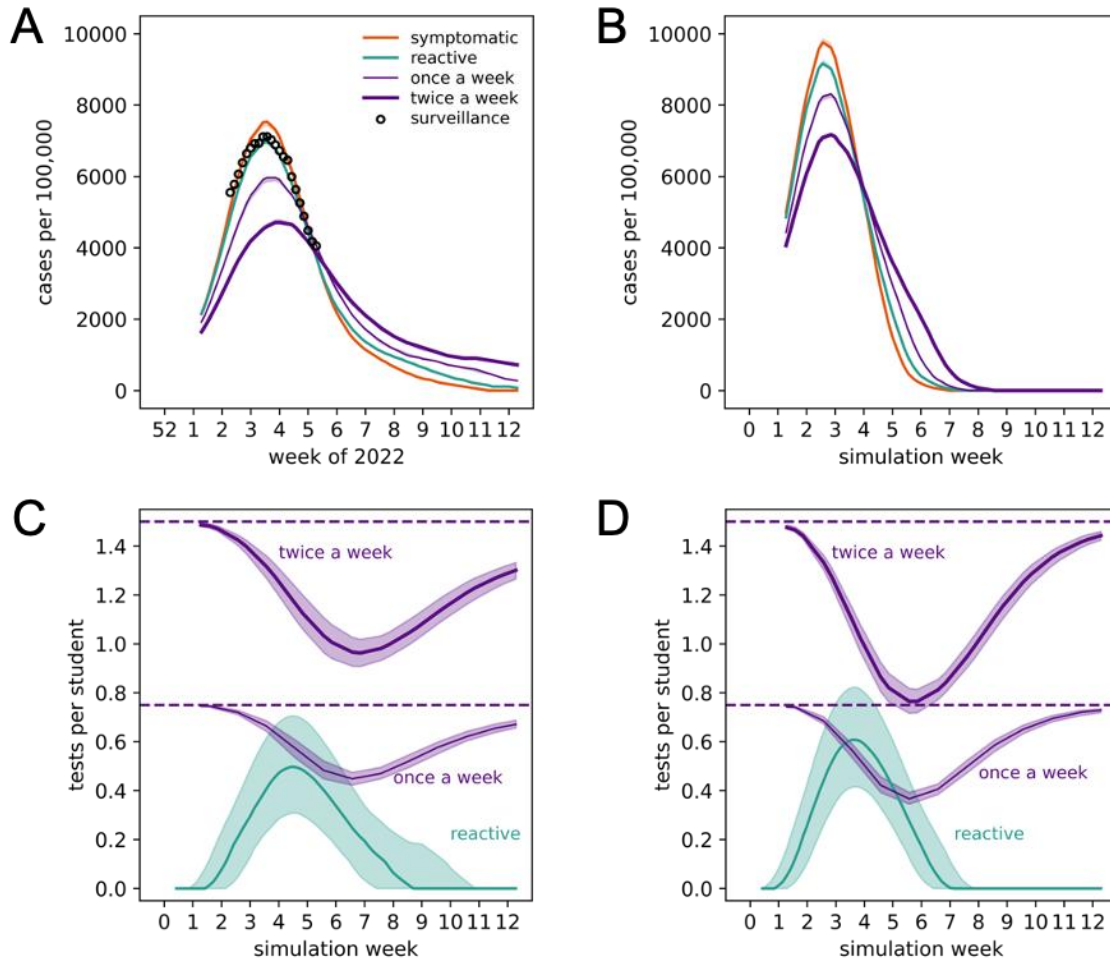 A
10000
8000
6000
4000
2000
0
cases per 100,000
symptomatic
reactive
once a week
twice a week
surveillance
52 1 2 3 4 5 6 7 8 9 10 11 12
week of 2022
B
10000
8000
6000
4000
2000
0
cases per 100,000
0 1 2 3 4 5 6 7 8 9 10 11 12
simulation week
C
1.4
1.2
1.0
0.8
0.6
0.4
0.2
0.0
tests per student
twice a week
once a week
reactive
0 1 2 3 4 5 6 7 8 9 10 11 12
simulation week
D
1.4
1.2
1.0
0.8
0.6
0.4
0.2
0.0
tests per student
twice a week
once a week
reactive
0 1 2 3 4 5 6 7 8 9 10 11 12
simulation week